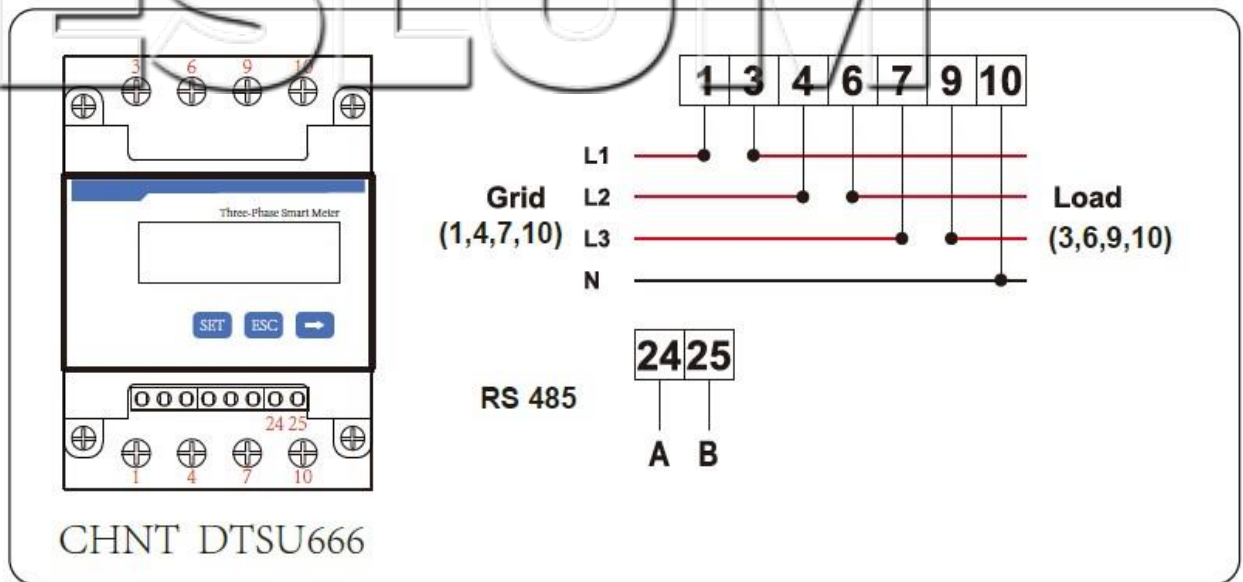 3 6 9 10
Three-Phase Smart Meter
SET ESC
24 25
1 4 7 10
CHNT DTSU666
1 3 4 6 7 9 10
L1
Grid L2 Load
(1,4,7,10) L3 (3,6,9,10)
N
24 25
RS 485
A B